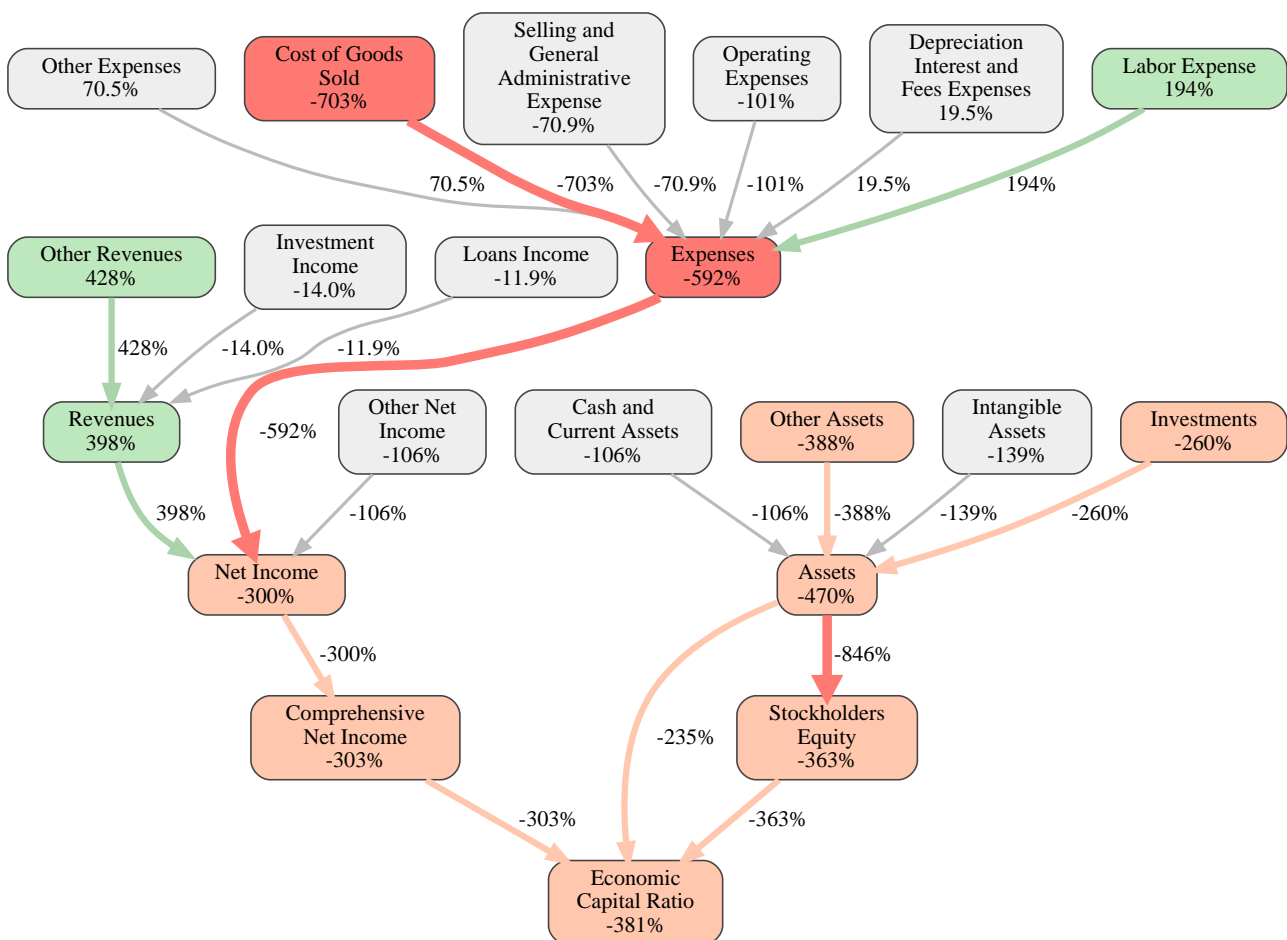 Other Expenses
70.5%
Cost of Goods
Sold
-703%
Selling and
General
Administrative
Expense
-70.9%
Operating
Expenses
-101%
Depreciation
Interest and
Fees Expenses
19.5%
Labor Expense
194%
70.5%
-703%
-70.9%
-101%
19.5%
194%
Other Revenues
428%
Investment
Income
-14.0%
Loans Income
-11.9%
Expenses
-592%
428%
-14.0%
-11.9%
Revenues
398%
-592%
Other Net
Income
-106%
Cash and
Current Assets
-106%
Other Assets
-388%
Intangible
Assets
-139%
Investments
-260%
398%
-106%
-106%
-388%
-139%
-260%
Net Income
-300%
Assets
-470%
-300%
-846%
Comprehensive
Net Income
-303%
-235%
Stockholders
Equity
-363%
-303%
-363%
Economic
Capital Ratio
-381%